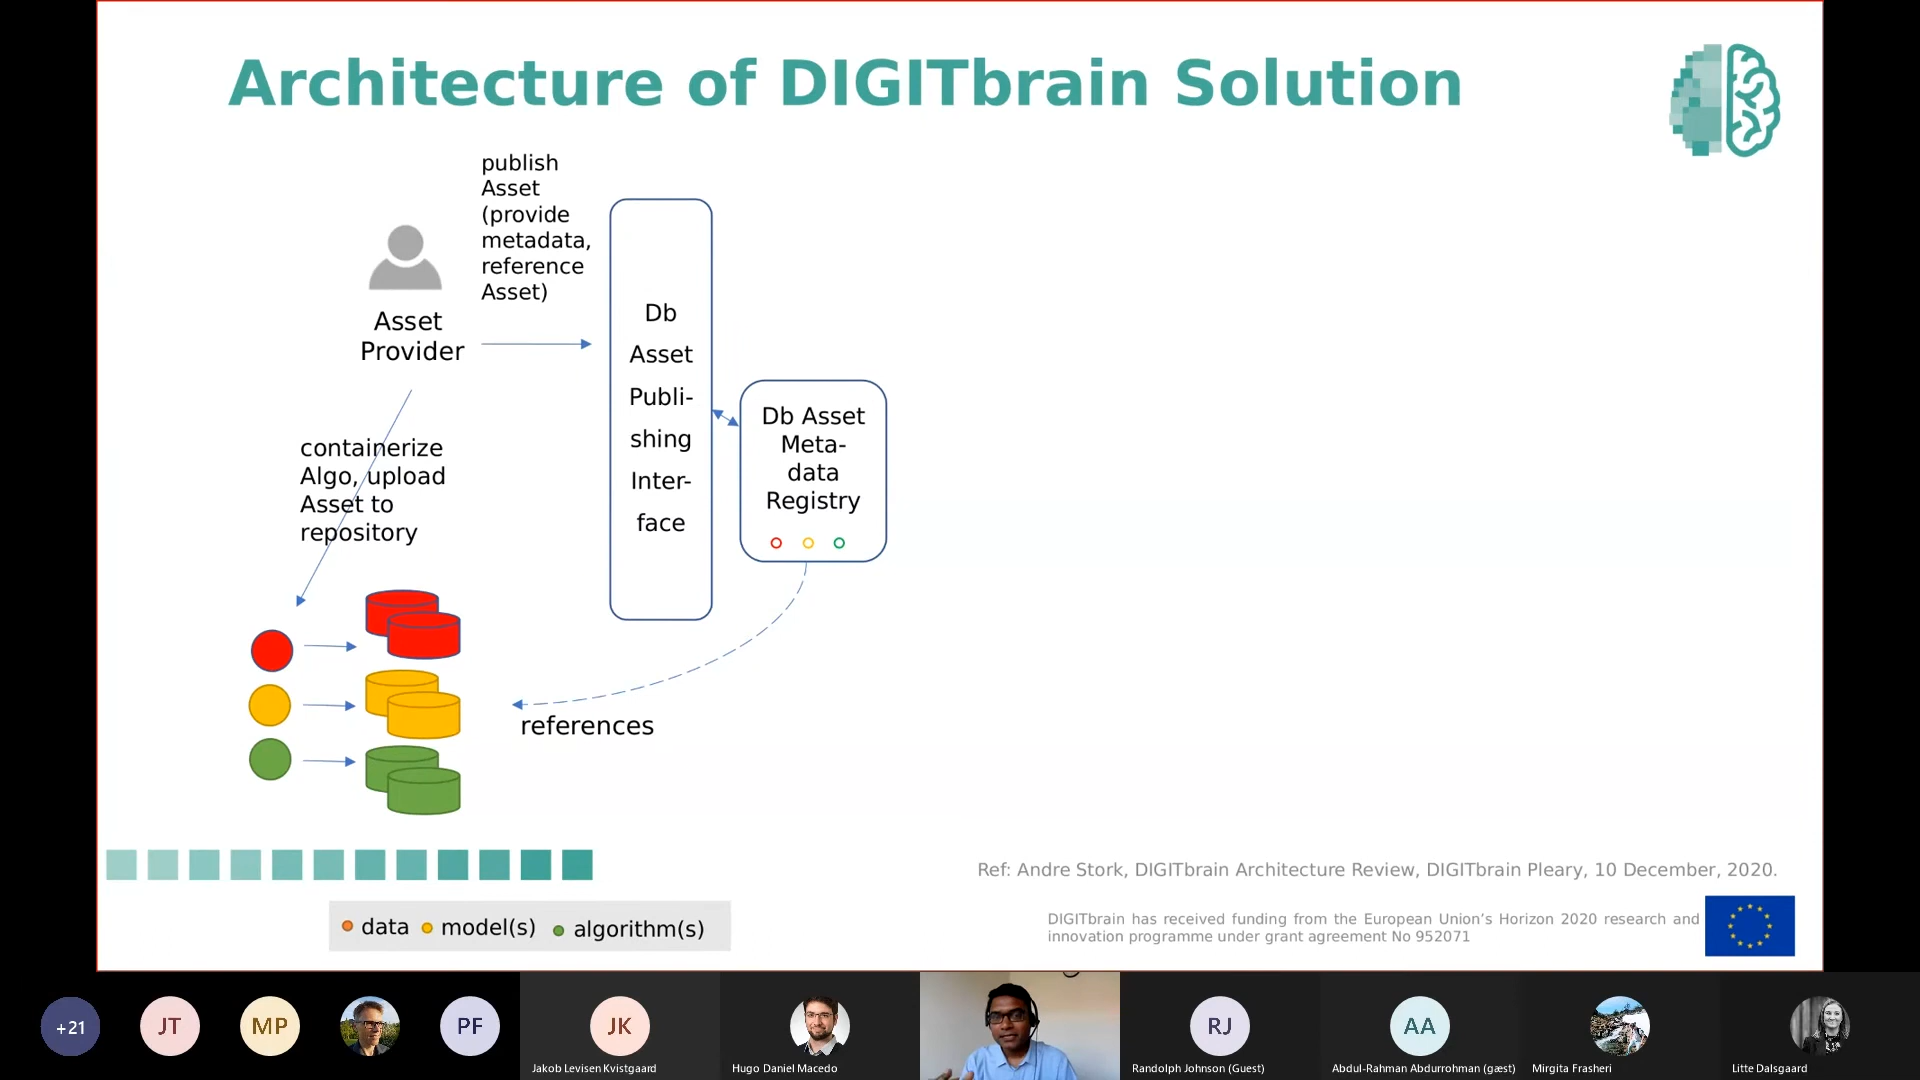 Architecture of DIGITbrain Solution
publish
Asset
(provide
metadata,
reference
Asset)
Asset
Provider
Db
Asset
Publi-
shing
Inter-
face
Db Asset
Meta-
data
Registry
containerize
Algo, upload
Asset to
repository
references
Ref: Andre Stork, DIGITbrain Architecture Review, DIGITbrain Pleary, 10 December, 2020.
data model(s) algorithm(s)
DIGITbrain has received funding from the European Union’s Horizon 2020 research and
innovation programme under grant agreement No 952071
+21
JT
MP
PF
JK
RJ
AA
Jakob Levisen Kvistgaard
Hugo Daniel Macedo
Randolph Johnson (Guest)
Abdul-Rahman Abdurrohman (gæst)
Mirgita Frasheri
Litte Dalsgaard